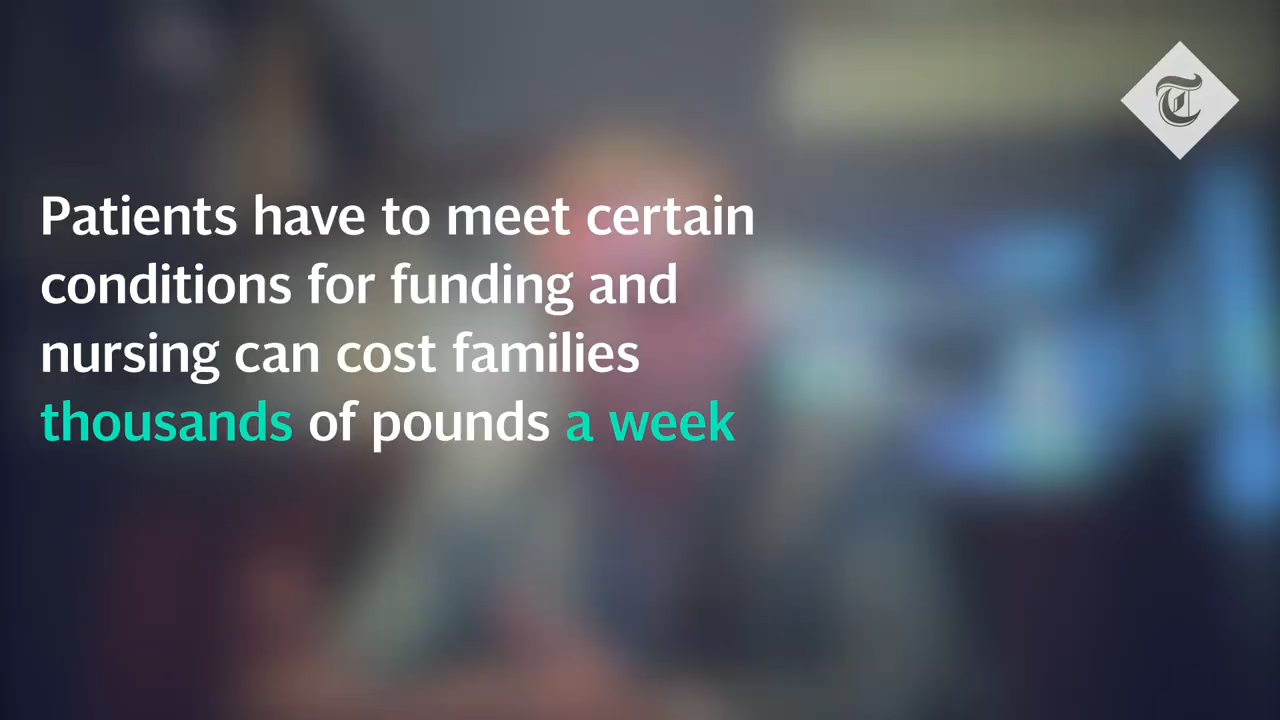 T
Patients have to meet certain
conditions for funding and
nursing can cost families
thousands of pounds a week